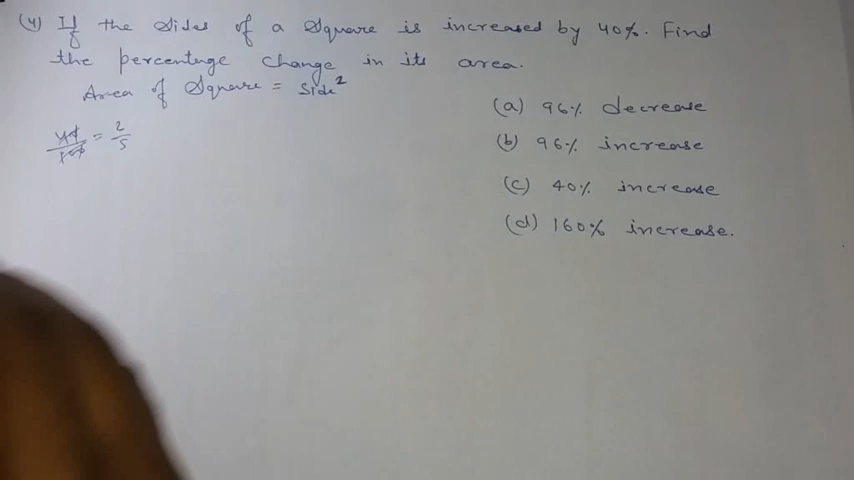 (4) If the sides of a square is increased by 40%. Find
the percentage change in its area.
Area of Square = Side²
40/100 = 2/5
(a) 96% decrease
(b) 96% increase
(c) 40% increase
(d) 160% increase.